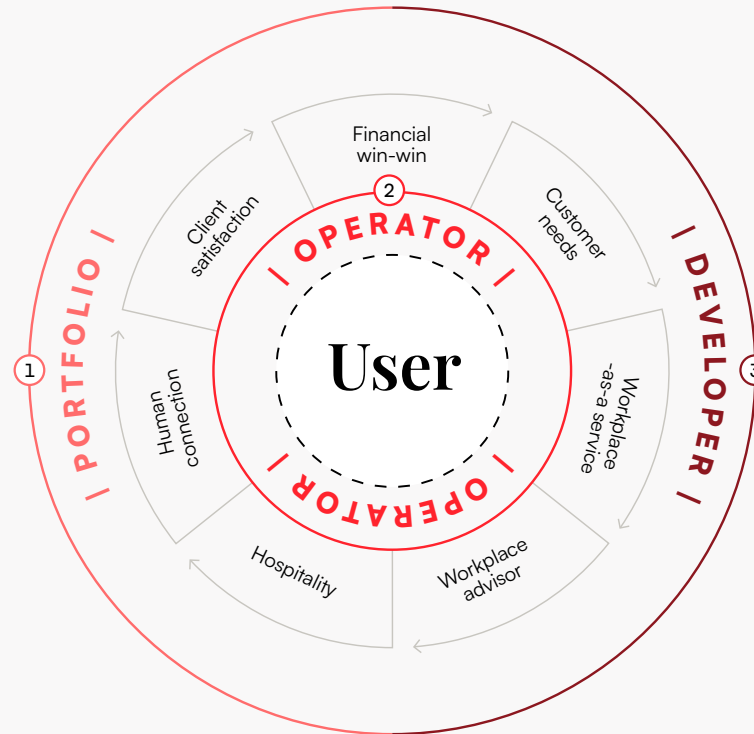 Financial
win-win
Client
satisfaction
Customer
needs
2
| OPERATOR |
| PORTFOLIO |
| DEVELOPER |
1
User
3
Human
connection
Workplace
-as-a service
| OPERATOR |
Hospitality
Workplace
advisor